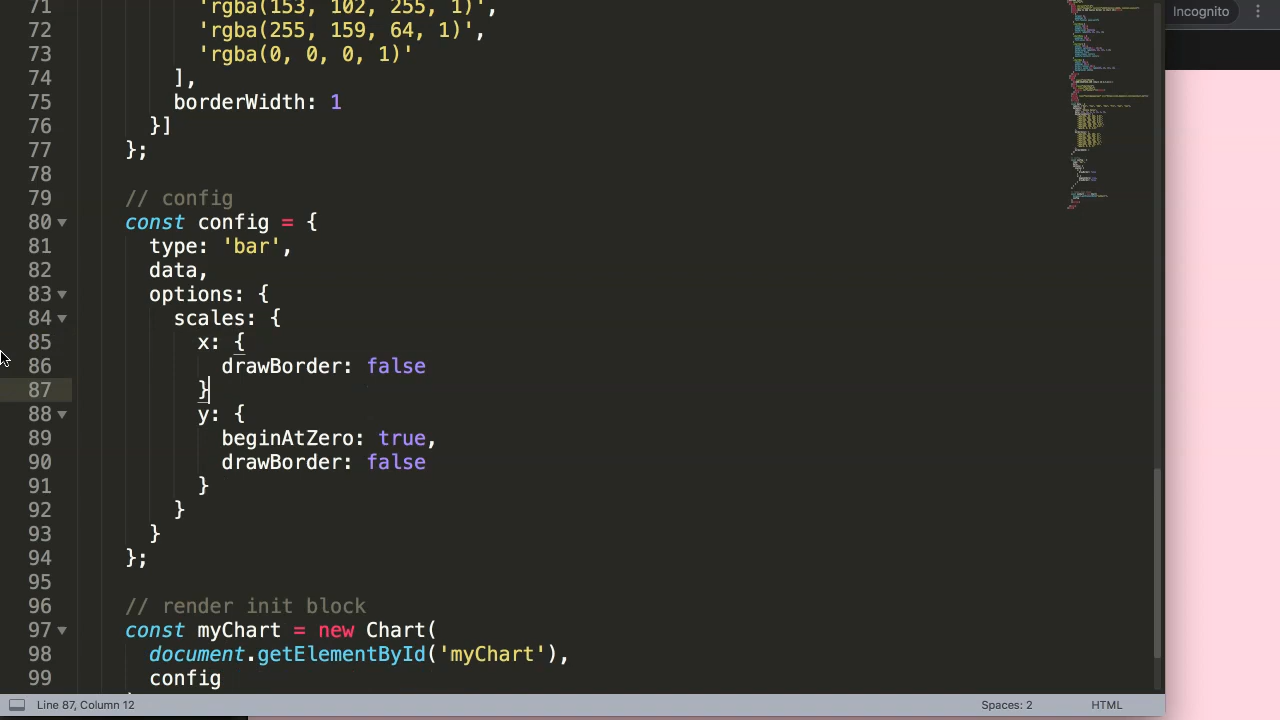 Incognito
71 'rgba(153, 102, 255, 1)',
72 'rgba(255, 159, 64, 1)',
73 'rgba(0, 0, 0, 1)'
74 ],
75 borderWidth: 1
76 }]
77 };
78
79 // config
80 const config = {
81 type: 'bar',
82 data,
83 options: {
84 scales: {
85 x: {
86 drawBorder: false
87 }
88 y: {
89 beginAtZero: true,
90 drawBorder: false
91 }
92 }
93 }
94 };
95
96 // render init block
97 const myChart = new Chart(
98 document.getElementById('myChart'),
99 config
Line 87, Column 12
Spaces: 2
HTML